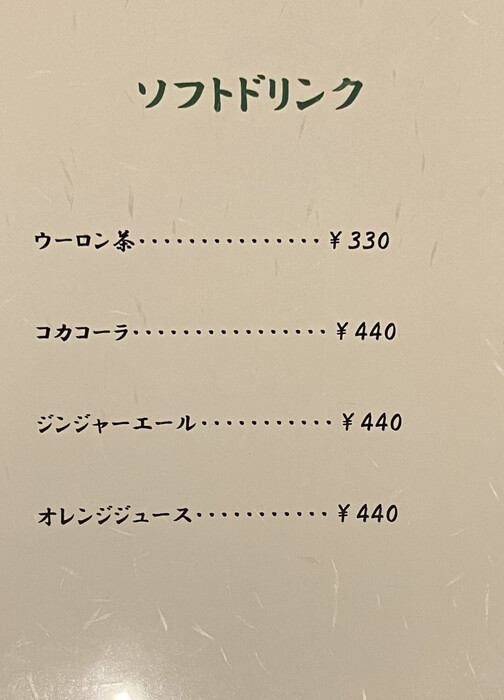 ソフトドリンク
ウーロン茶・・・・・・・・・・・・・・・¥330
コカコーラ・・・・・・・・・・・・・・・・¥440
ジンジャーエール・・・・・・・・・・・¥440
オレンジジュース・・・・・・・・・・・¥440